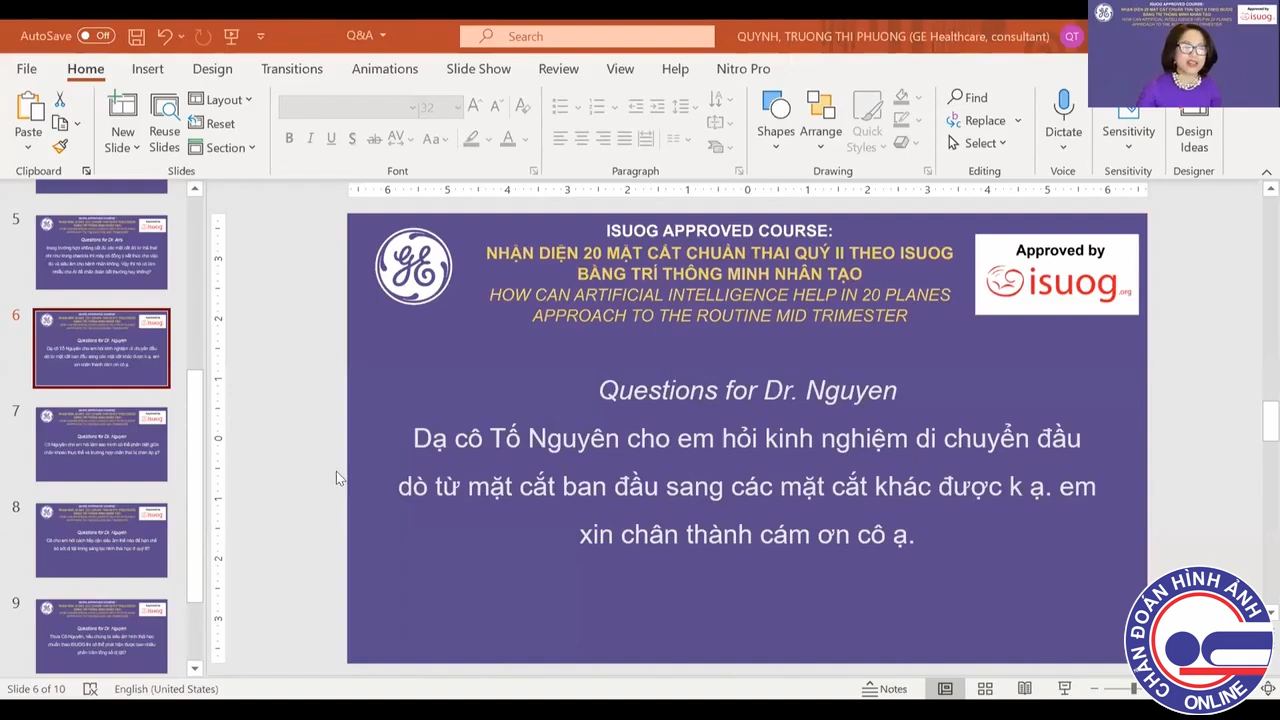 AutoSave Off
Q&A
Search
QUỲNH, TRUONG THI PHUONG (GE Healthcare, consultant)
QT
File Home Insert Design Transitions Animations Slide Show Review View Help Nitro Pro
Paste
New Slide
Reuse Slides
Layout
Reset
Section
Shapes
Arrange
Quick Styles
Find
Replace
Select
Dictate
Sensitivity
Design Ideas
Clipboard Slides Font Paragraph Drawing Editing Voice Sensitivity Designer
5
6
7
8
ISUOG APPROVED COURSE:
NHẬN DIỆN 20 MẶT CẮT CHUẨN THAI QUÝ II THEO ISUOG
BẰNG TRÍ THÔNG MINH NHÂN TẠO
HOW CAN ARTIFICIAL INTELLIGENCE HELP IN 20 PLANES
TO THE ROUTINE TRIMESTER
Approved by
isuog.org
Questions for Dr. Nguyen
Dạ cô Tố Nguyên cho em hỏi kinh nghiệm di chuyển đầu
dò từ mặt cắt ban đầu sang các mặt cắt khác được k ạ. em
xin chân thành cám ơn cô ạ.
CHẨN ĐOÁN HÌNH ẢNH
ONLINE
Slide 6 of 10
English (United States)
Notes